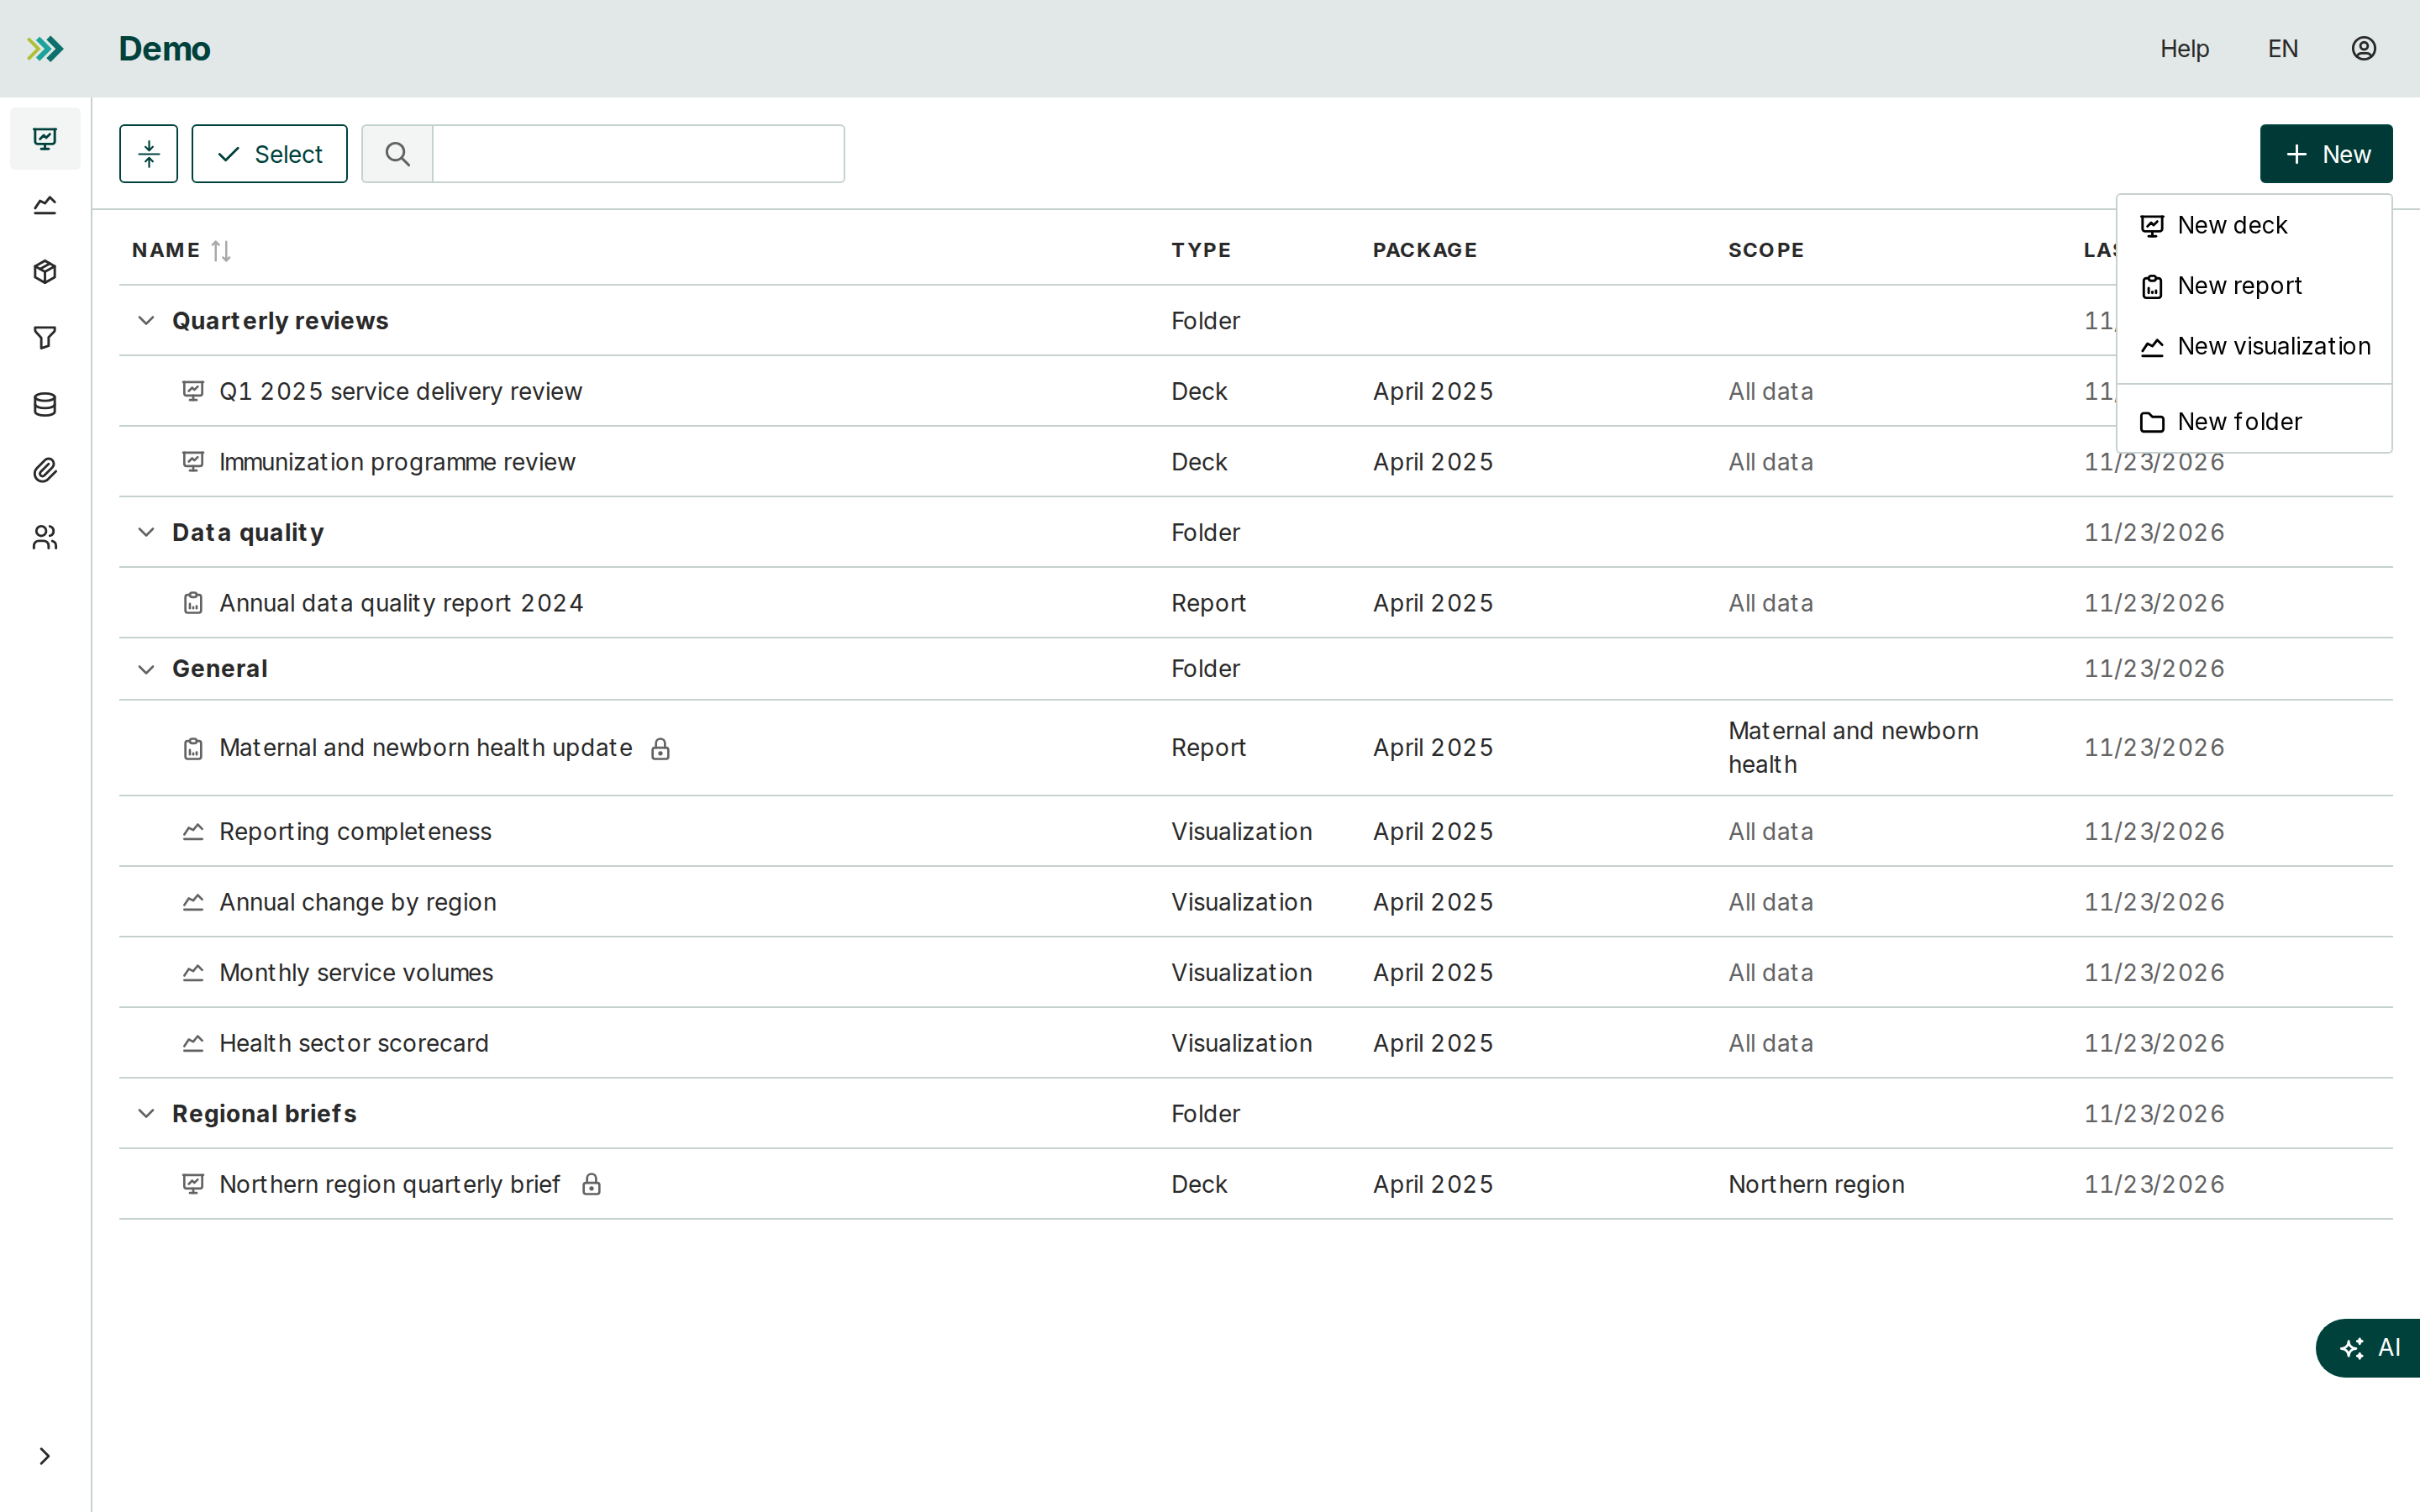 Demo
Help
EN
Select
New
New deck
New report
New visualization
New folder
NAME TYPE PACKAGE SCOPE
Quarterly reviews Folder
Q1 2025 service delivery review Deck April 2025 All data
Immunization programme review Deck April 2025 All data 11/23/2026
Data quality Folder 11/23/2026
Annual data quality report 2024 Report April 2025 All data 11/23/2026
General Folder 11/23/2026
Maternal and newborn health update Report April 2025 Maternal and newborn health 11/23/2026
Reporting completeness Visualization April 2025 All data 11/23/2026
Annual change by region Visualization April 2025 All data 11/23/2026
Monthly service volumes Visualization April 2025 All data 11/23/2026
Health sector scorecard Visualization April 2025 All data 11/23/2026
Regional briefs Folder 11/23/2026
Northern region quarterly brief Deck April 2025 Northern region 11/23/2026
AI